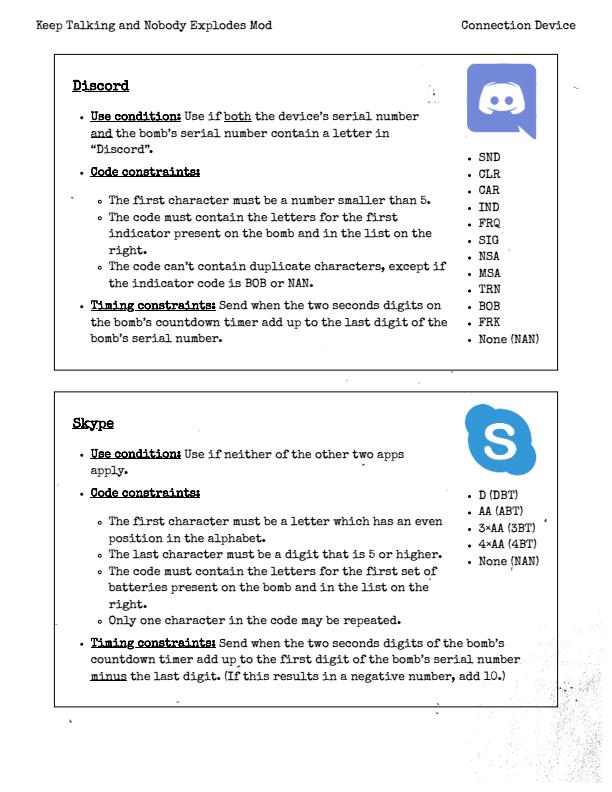 Keep Talking and Nobody Explodes Mod
Connection Device
Discord
• Use condition: Use if both the device's serial number
and the bomb's serial number contain a letter in
“Discord”.
• Code constraints:
∘ The first character must be a number smaller than 5.
∘ The code must contain the letters for the first
indicator present on the bomb and in the list on the
right.
∘ The code can't contain duplicate characters, except if
the indicator code is BOB or NAN.
• Timing constraints: Send when the two seconds digits on
the bomb's countdown timer add up to the last digit of the
bomb's serial number.
• SND
• CLR
• CAR
• IND
• FRQ
• SIG
• NSA
• MSA
• TRN
• BOB
• FRK
• None (NAN)
Skype
• Use condition: Use if neither of the other two apps
apply.
• Code constraints:
∘ The first character must be a letter which has an even
position in the alphabet.
∘ The last character must be a digit that is 5 or higher.
∘ The code must contain the letters for the first set of
batteries present on the bomb and in the list on the
right.
∘ Only one character in the code may be repeated.
• Timing constraints: Send when the two seconds digits of the bomb's
countdown timer add up to the first digit of the bomb's serial number
minus the last digit. (If this results in a negative number, add 10.)
S
• D (DBT)
• AA (ABT)
• 3×AA (3BT)
• 4×AA (4BT)
• None (NAN)